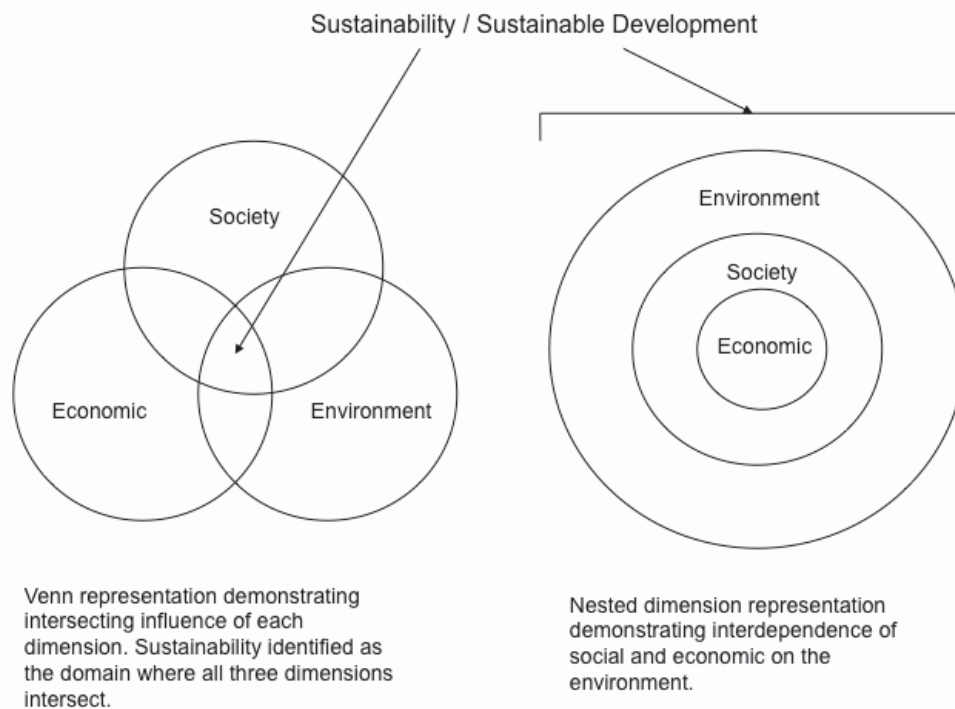 Sustainability / Sustainable Development
Society
Economic
Environment
Environment
Society
Economic
Venn representation demonstrating
intersecting influence of each
dimension. Sustainability identified as
the domain where all three dimensions
intersect.
Nested dimension representation
demonstrating interdependence of
social and economic on the
environment.